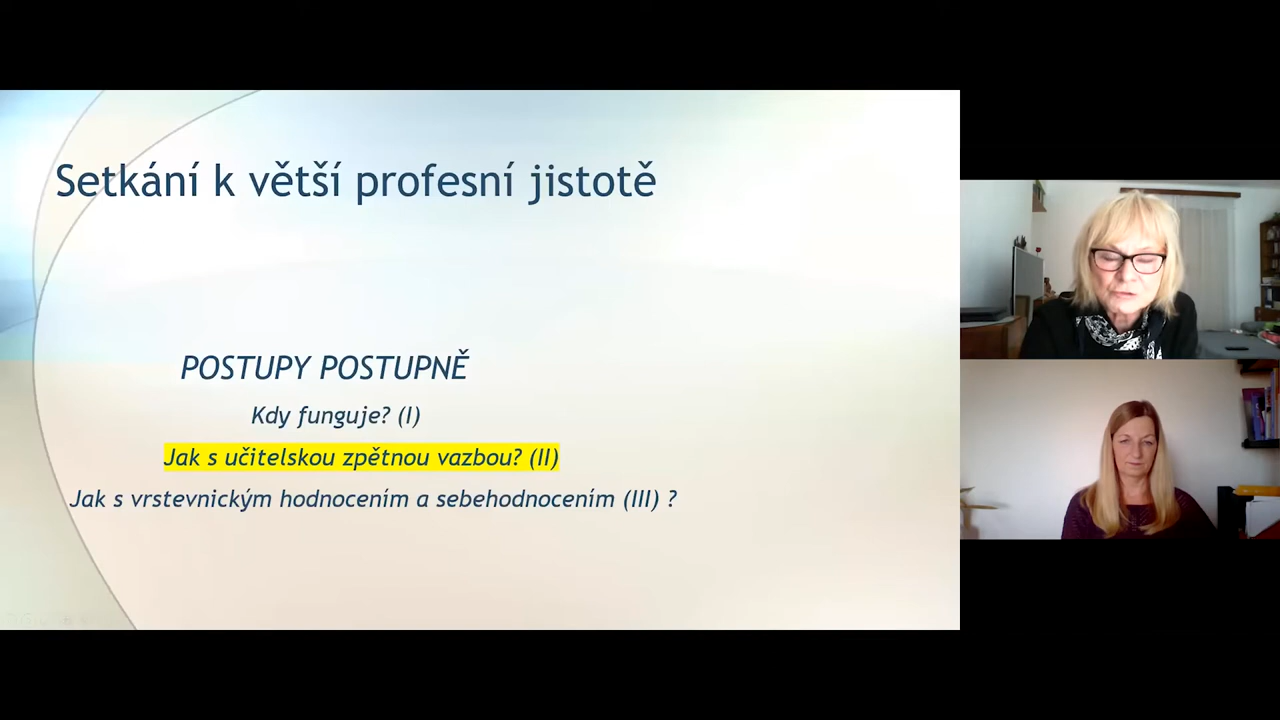 Setkání k větší profesní jistotě
POSTUPY POSTUPNĚ
Kdy funguje? (I)
Jak s učitelskou zpětnou vazbou? (II)
Jak s vrstevnickým hodnocením a sebehodnocením (III) ?